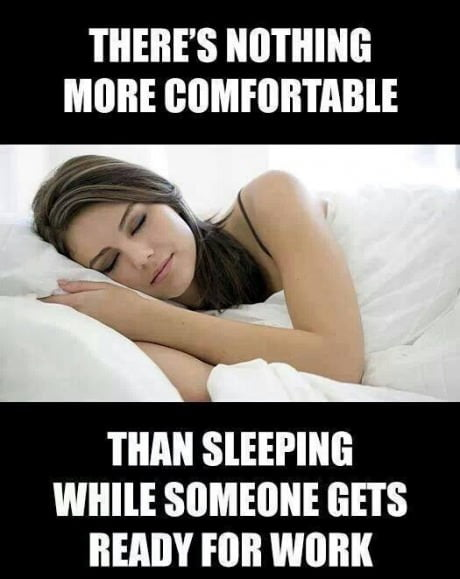 THERE'S NOTHING
MORE COMFORTABLE
THAN SLEEPING
WHILE SOMEONE GETS
READY FOR WORK